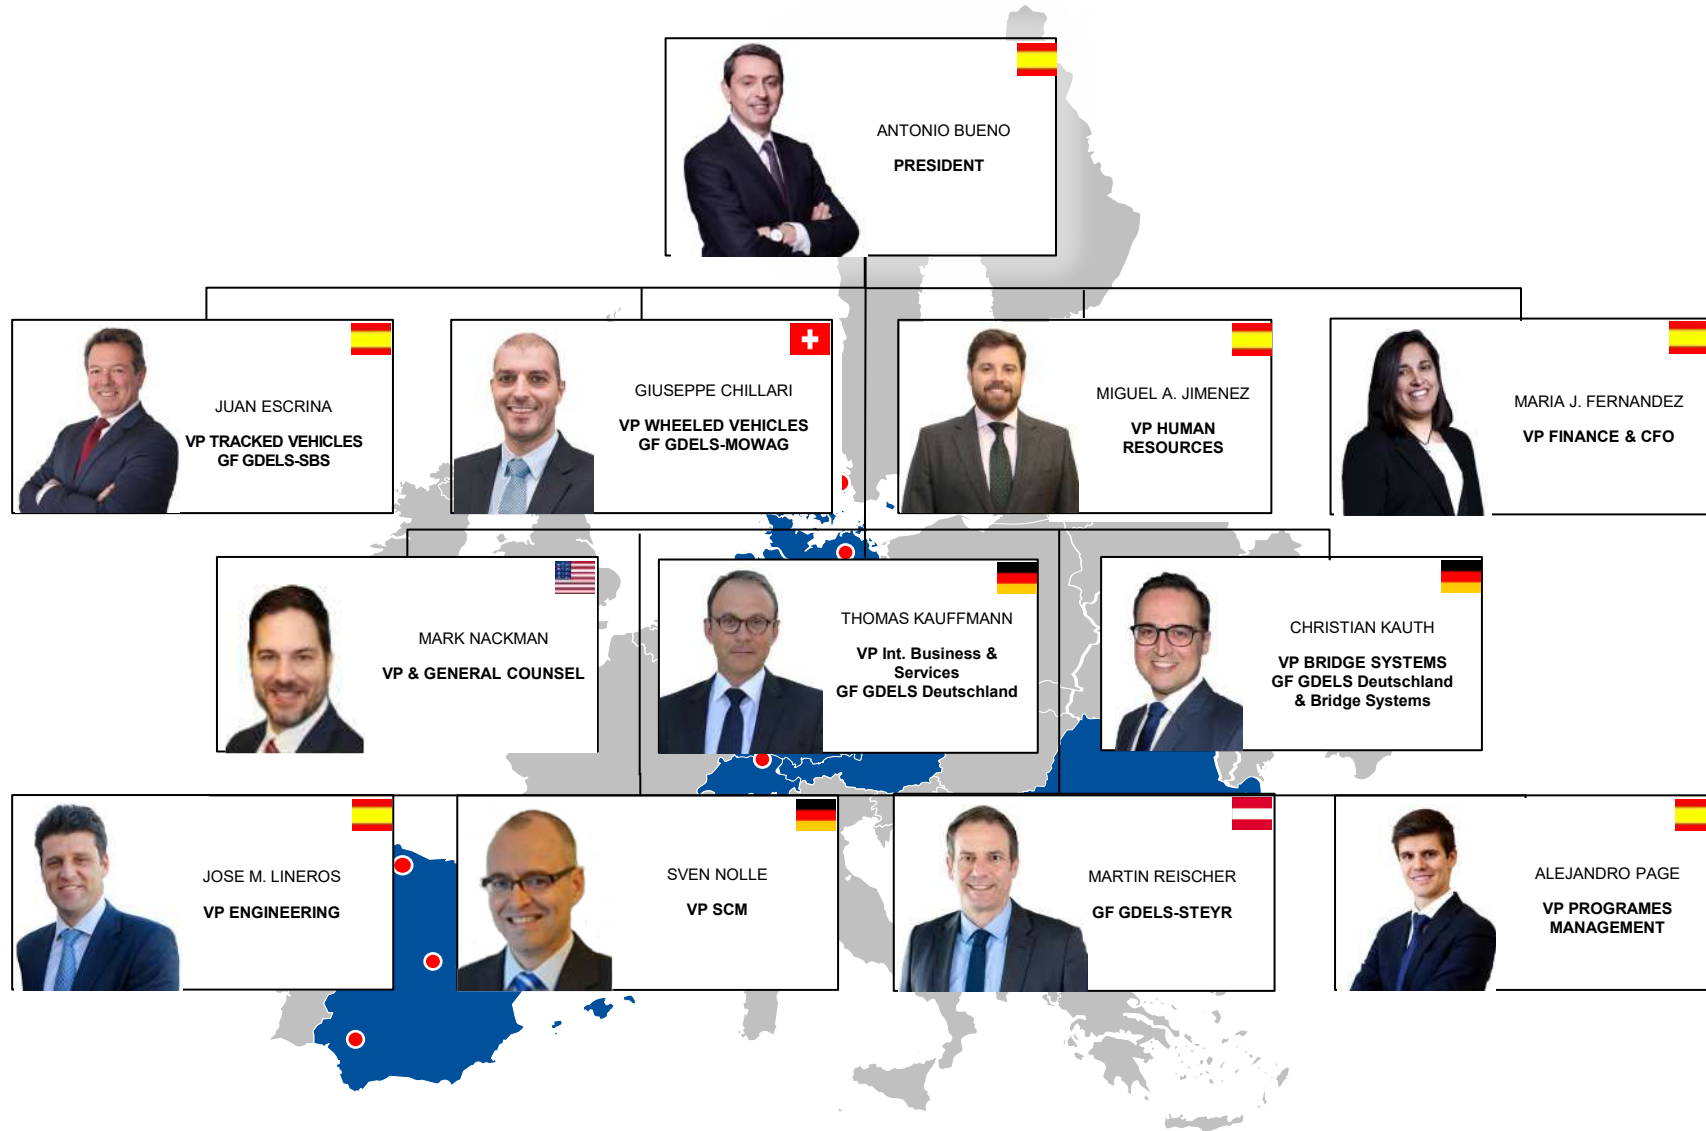 ANTONIO BUENO
PRESIDENT
JUAN ESCRINA
VP TRACKED VEHICLES
GF GDELS-SBS
GIUSEPPE CHILLARI
VP WHEELED VEHICLES
GF GDELS-MOWAG
MIGUEL A. JIMENEZ
VP HUMAN
RESOURCES
MARIA J. FERNANDEZ
VP FINANCE & CFO
MARK NACKMAN
VP & GENERAL COUNSEL
THOMAS KAUFFMANN
VP Int. Business &
Services
GF GDELS Deutschland
CHRISTIAN KAUTH
VP BRIDGE SYSTEMS
GF GDELS Deutschland
& Bridge Systems
JOSE M. LINEROS
VP ENGINEERING
SVEN NOLLE
VP SCM
MARTIN REISCHER
GF GDELS-STEYR
ALEJANDRO PAGE
VP PROGRAMES
MANAGEMENT